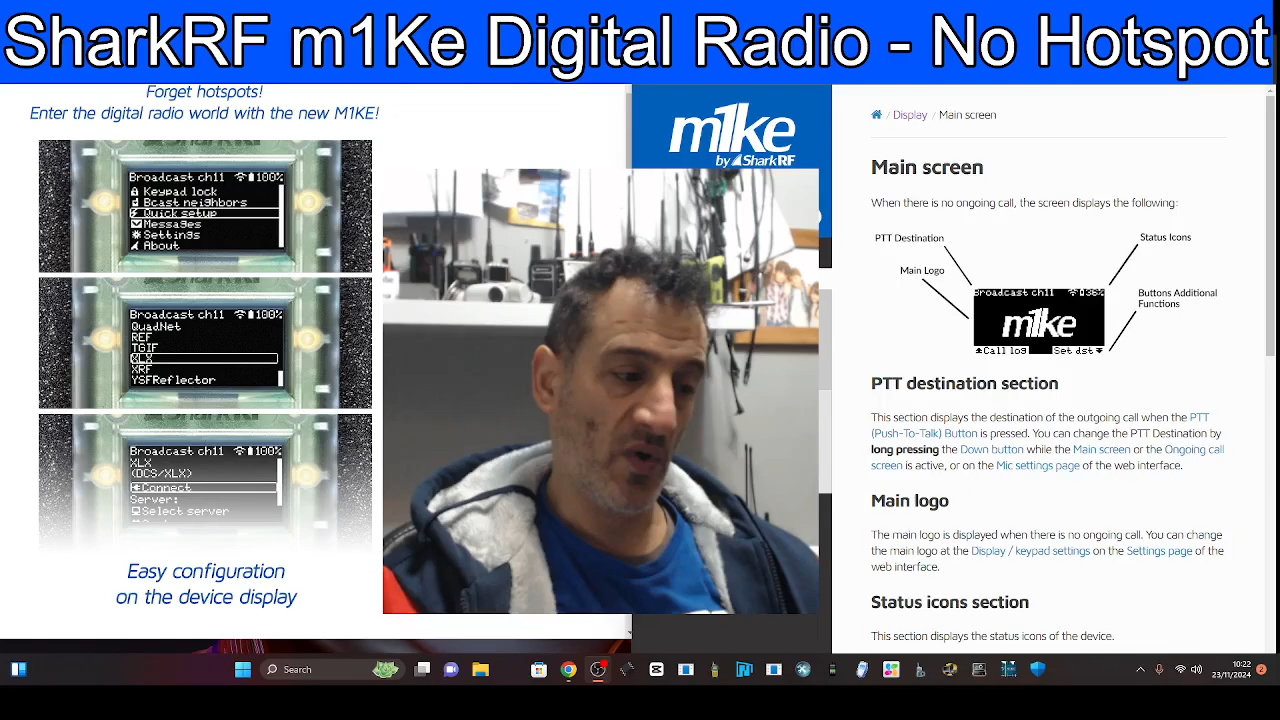 SharkRF m1Ke Digital Radio - No Hotspot
Forget hotspots!
Enter the digital radio world with the new M1KE!
Broadcast ch11 100%
Keypad lock
Bcast neighbors
Quick setup
Messages
Settings
About
Broadcast ch11 100%
QuadNet
REF
TGIF
XLX
XRF
YSFReflector
Broadcast ch11 100%
XLX
(DCS/XLX)
Connect
Server:
Select server
Easy configuration
on the device display
m1ke
by SharkRF
/ Display / Main screen
Main screen
When there is no ongoing call, the screen displays the following:
PTT Destination
Status Icons
Main Logo
Buttons Additional
Functions
Broadcast ch11 36%
m1ke
Call log Set dst
PTT destination section
This section displays the destination of the outgoing call when the PTT
(Push-To-Talk) Button is pressed. You can change the PTT Destination by
long pressing the Down button while the Main screen or the Ongoing call
screen is active, or on the Mic settings page of the web interface.
Main logo
The main logo is displayed when there is no ongoing call. You can change
the main logo at the Display / keypad settings on the Settings page of the
web interface.
Status icons section
This section displays the status icons of the device.
Search
10:22
23/11/2024